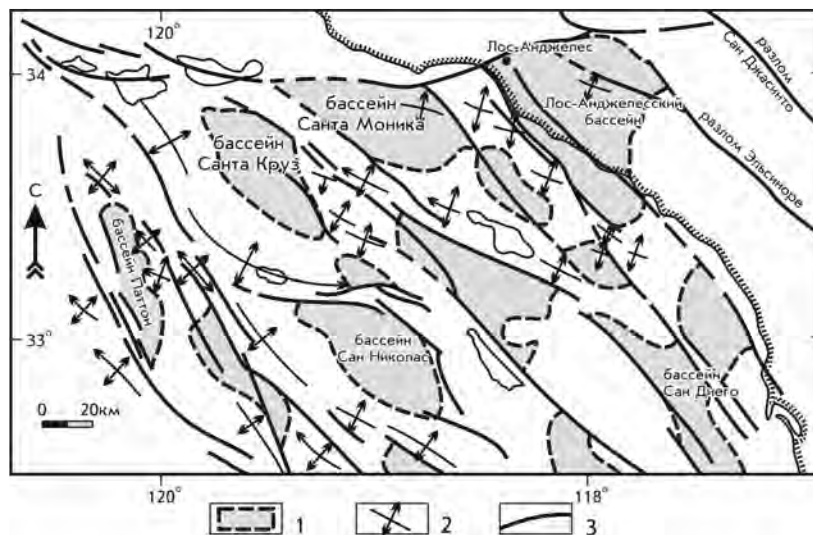 120°
34
Лос-Анджелес
разлом
Сан Джасинто
бассейн
Санта Моника
Лос-Анджелесский
бассейн
бассейн
Санта Круз
разлом Эльсиноре
С
бассейн Паттон
33°
бассейн
Сан Николас
бассейн
Сан Диего
0 20км
120°
118°
1 2 3